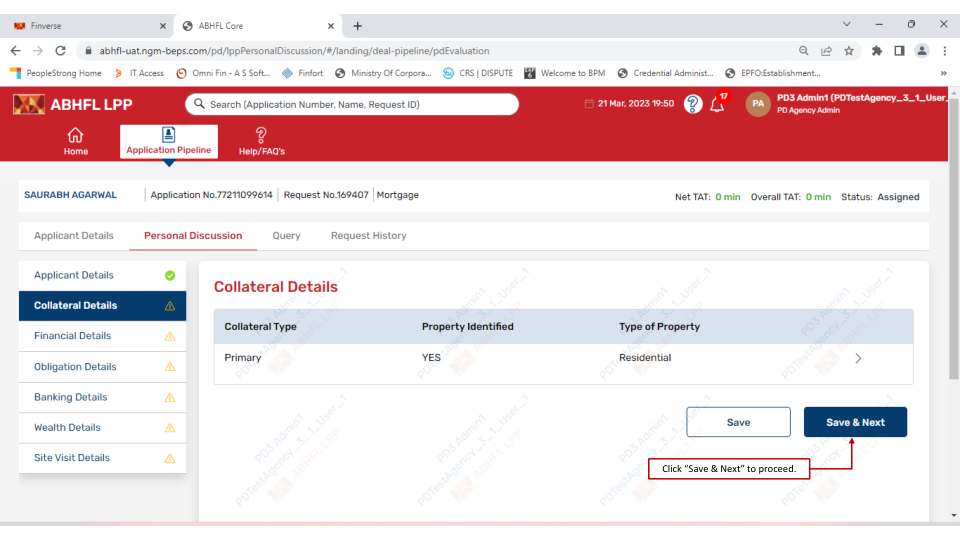 Finverse
ABHFL Core
abhfl-uat.ngm-beps.com/pd/lppPersonalDiscussion/#/landing/deal-pipeline/pdEvaluation
PeopleStrong Home
IT Access
Omni Fin - A S Soft...
Finfort
Ministry Of Corpora...
CRS | DISPUTE
Welcome to BPM
Credential Administ...
EPFO:Establishment...
»
ABHFL LPP
Search (Application Number, Name, Request ID)
21 Mar, 2023 19:50
17
PA
PD3 Admin1 (PDTestAgency_3_1_User_
PD Agency Admin
Home
Application Pipeline
Help/FAQ's
SAURABH AGARWAL
Application No.77211099614
Request No.169407
Mortgage
Net TAT: 0 min
Overall TAT: 0 min
Status: Assigned
Applicant Details
Personal Discussion
Query
Request History
Applicant Details
Collateral Details
Financial Details
Obligation Details
Banking Details
Wealth Details
Site Visit Details
Collateral Details
Collateral Type Property Identified Type of Property
Primary YES Residential
Save
Save & Next
Click "Save & Next" to proceed.